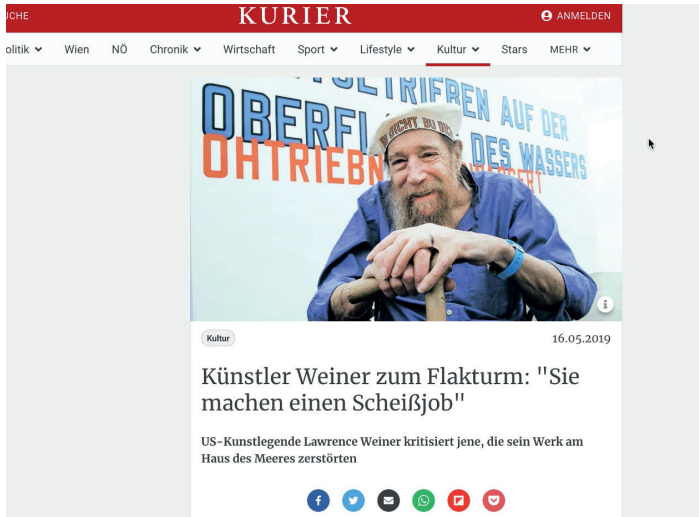 UCHE KURIER ANMELDEN
olitik Wien NÖ Chronik Wirtschaft Sport Lifestyle Kultur Stars MEHR
AUF DER
OBERFL DES WASSERS
NICHT
Kultur 16.05.2019
Künstler Weiner zum Flakturm: "Sie
machen einen Scheißjob"
US-Kunstlegende Lawrence Weiner kritisiert jene, die sein Werk am
Haus des Meeres zerstörten